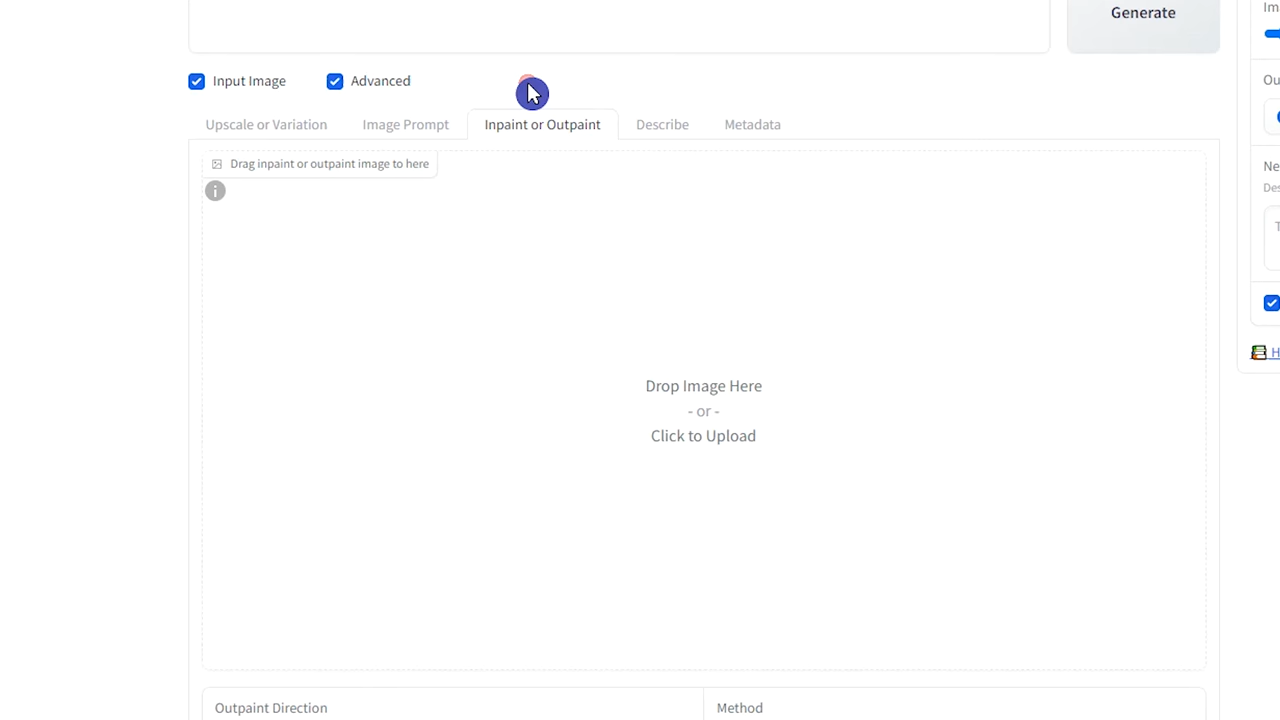 Generate
Input Image
Advanced
Upscale or Variation
Image Prompt
Inpaint or Outpaint
Describe
Metadata
Drag inpaint or outpaint image to here
Drop Image Here
- or -
Click to Upload
Outpaint Direction
Method